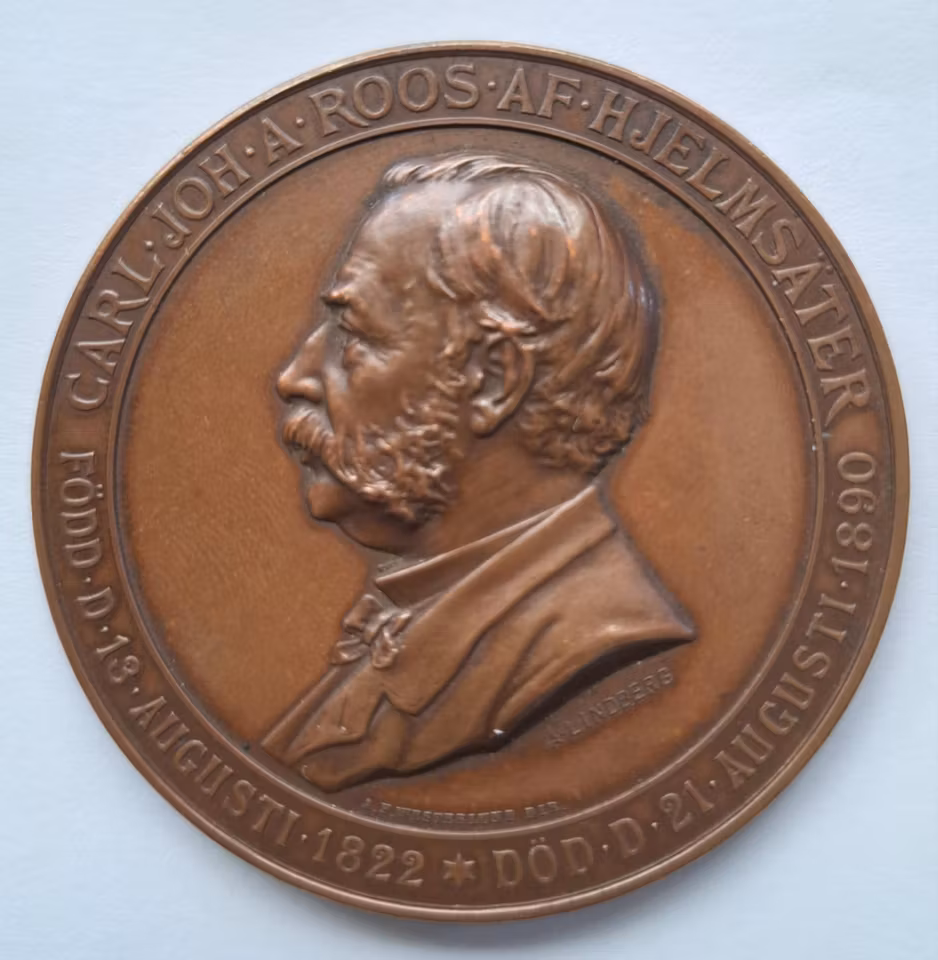 CARL·JOH·A·ROOS·AF·HJELMSÄTER
FÖDD·D·13·AUGUSTI·1822 ✶ DÖD·D·21·AUGUSTI·1890
A. LINDBERG